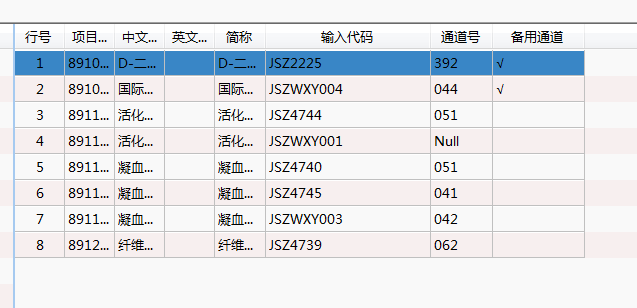 行号 项目... 中文... 英文... 简称 输入代码 通道号 备用通道
1 8910... D-二... D-二... JSZ2225 392 √
2 8910... 国际... 国际... JSZWXY004 044 √
3 8911... 活化... 活化... JSZ4744 051
4 8911... 活化... 活化... JSZWXY001 Null
5 8911... 凝血... 凝血... JSZ4740 051
6 8911... 凝血... 凝血... JSZ4745 041
7 8911... 凝血... 凝血... JSZWXY003 042
8 8912... 纤维... 纤维... JSZ4739 062